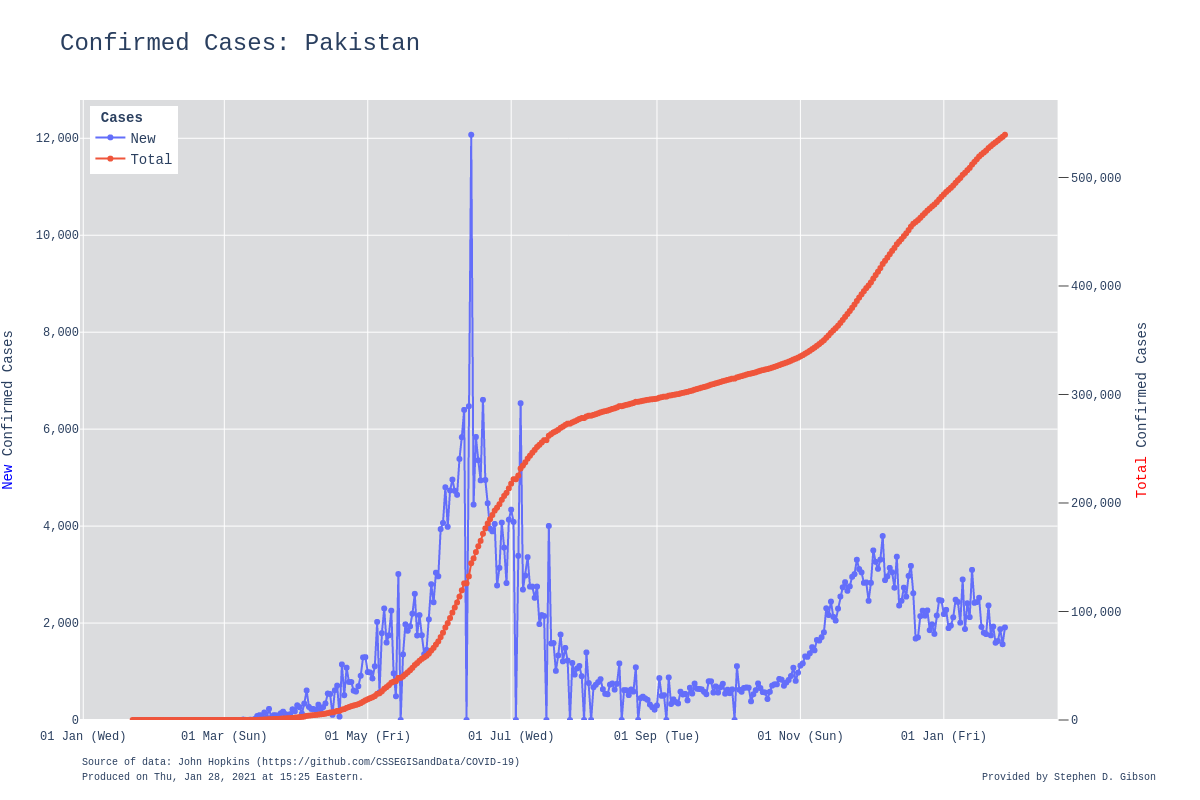 Confirmed Cases: Pakistan
Cases
New
Total
12,000
10,000
8,000
6,000
4,000
2,000
0
500,000
400,000
300,000
200,000
100,000
0
New Confirmed Cases
Total Confirmed Cases
01 Jan (Wed)
01 Mar (Sun)
01 May (Fri)
01 Jul (Wed)
01 Sep (Tue)
01 Nov (Sun)
01 Jan (Fri)
Source of data: John Hopkins (https://github.com/CSSEGISandData/COVID-19)
Produced on Thu, Jan 28, 2021 at 15:25 Eastern.
Provided by Stephen D. Gibson